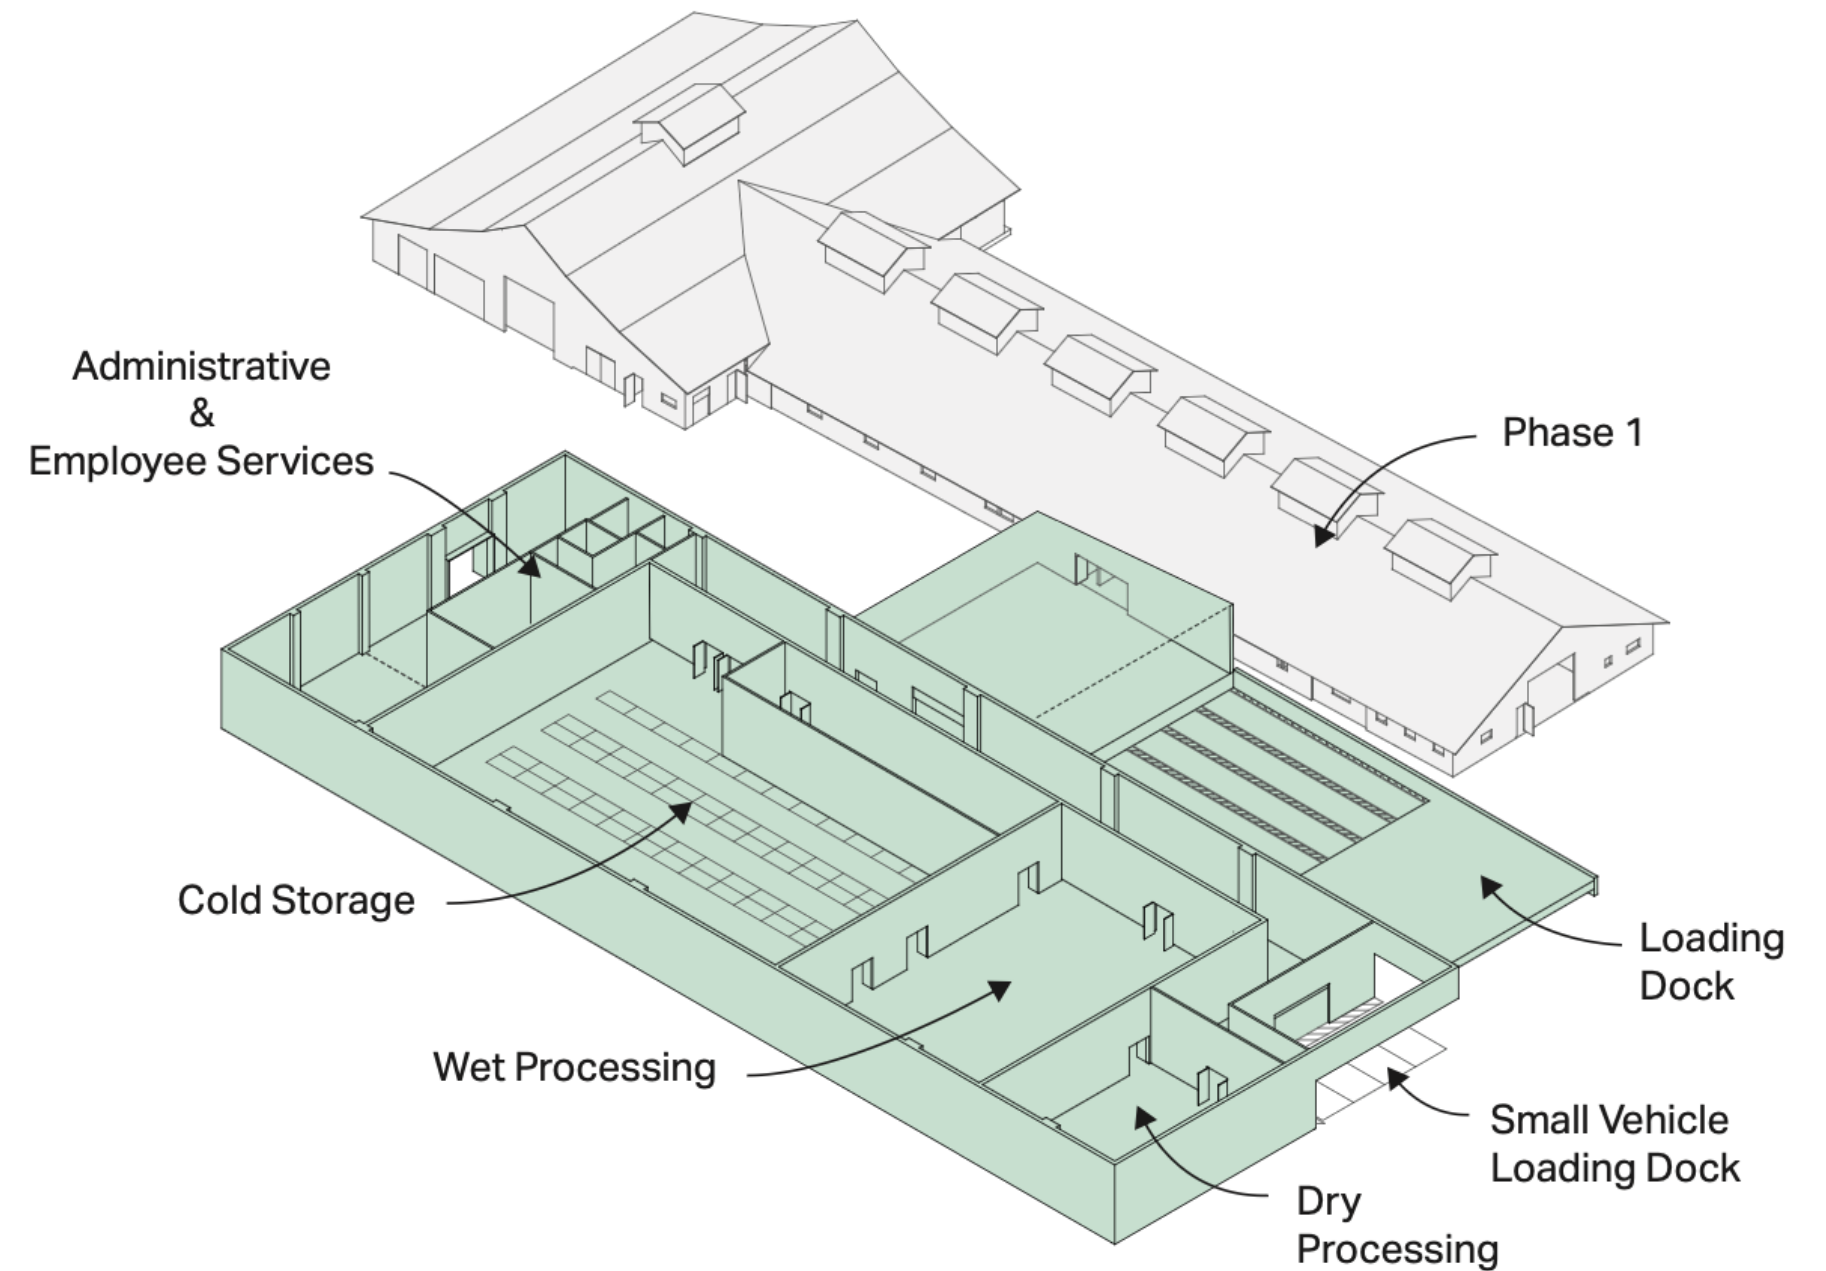 Administrative
&
Employee Services
Phase 1
Cold Storage
Loading
Dock
Wet Processing
Small Vehicle
Loading Dock
Dry
Processing